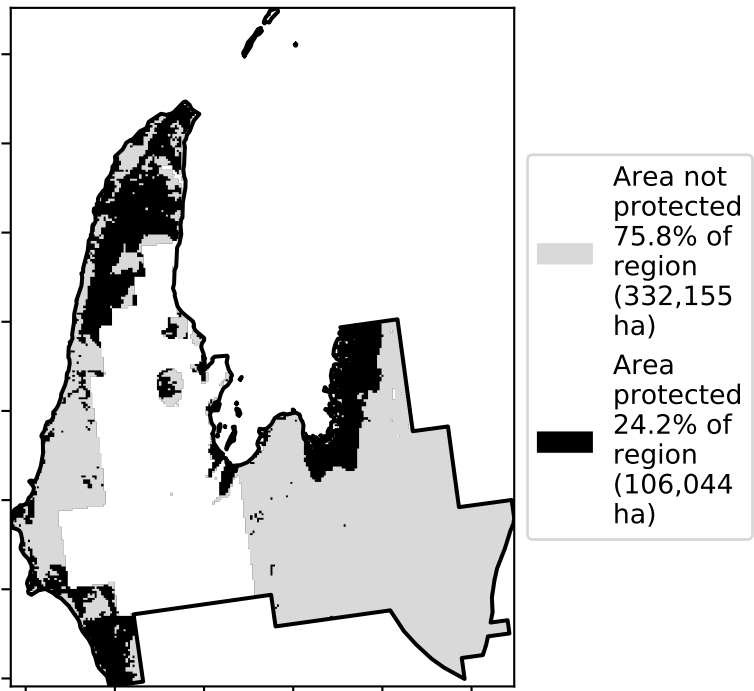 Area not
protected
75.8% of
region
(332,155
ha)
Area
protected
24.2% of
region
(106,044
ha)